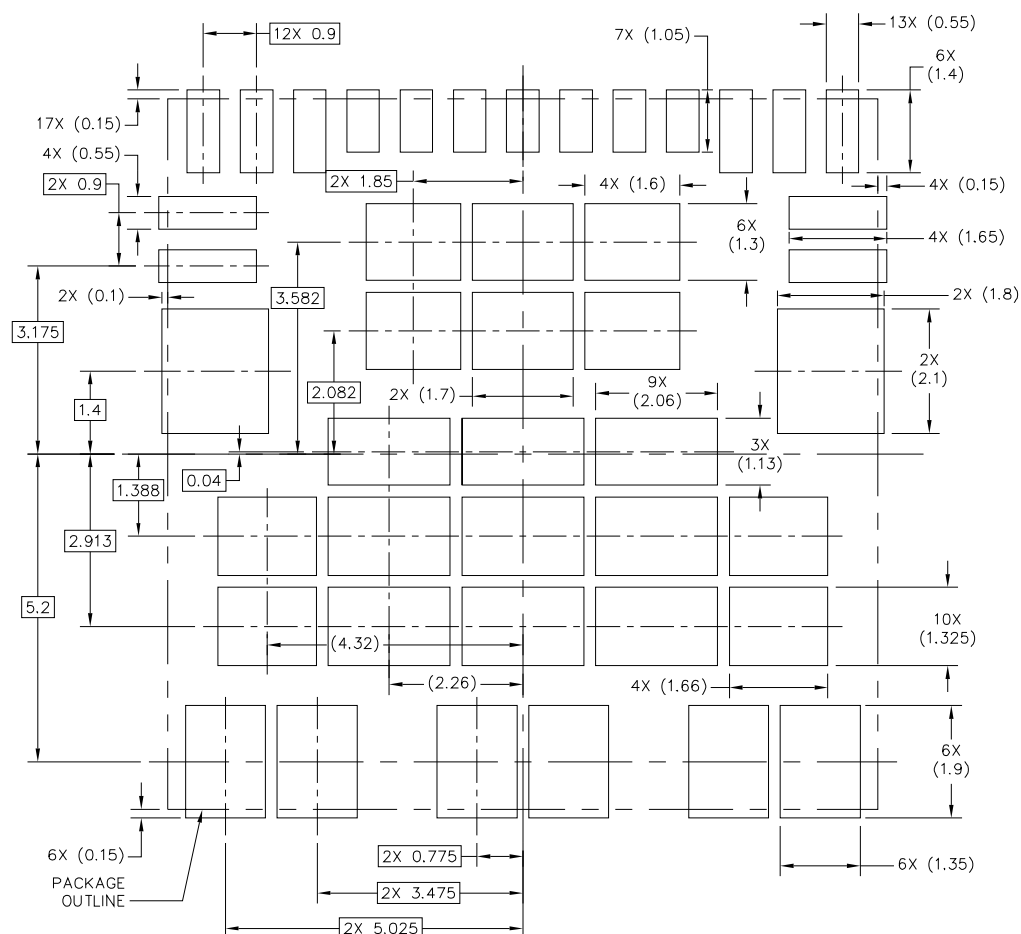 12X 0.9
13X (0.55)
7X (1.05)
6X
(1.4)
17X (0.15)
4X (0.55)
2X 0.9
2X 1.85
4X (1.6)
4X (0.15)
6X
(1.3)
4X (1.65)
2X (0.1)
3.582
2X (1.8)
3.175
2X
(2.1)
2.082
2X (1.7)
9X
(2.06)
1.4
3X
(1.13)
0.04
1.388
2.913
5.2
10X
(1.325)
(4.32)
(2.26)
4X (1.66)
6X
(1.9)
6X (0.15)
2X 0.775
6X (1.35)
PACKAGE
OUTLINE
2X 3.475
2X 5.025